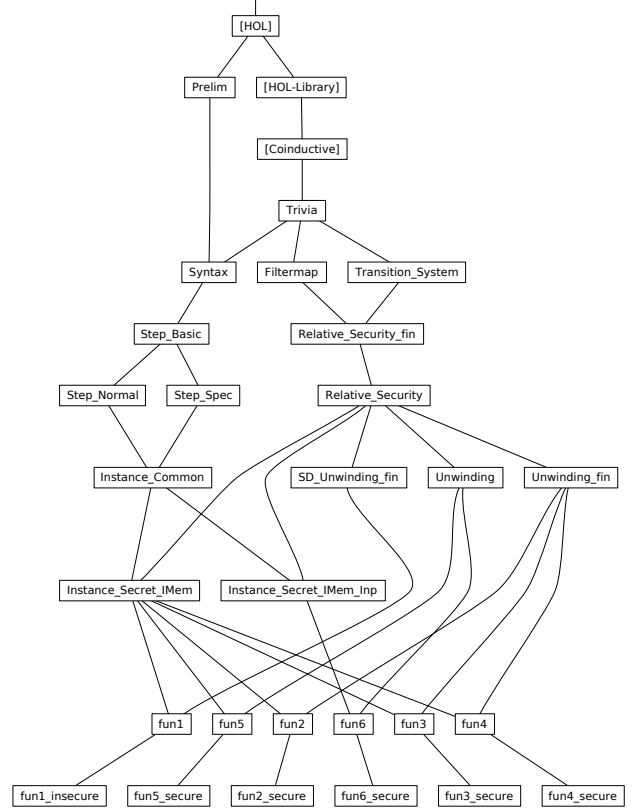 [HOL]
Prelim
[HOL-Library]
[Coinductive]
Trivia
Syntax
Filtermap
Transition_System
Step_Basic
Relative_Security_fin
Step_Normal
Step_Spec
Relative_Security
Instance_Common
SD_Unwinding_fin
Unwinding
Unwinding_fin
Instance_Secret_IMem
Instance_Secret_IMem_Inp
fun1
fun5
fun2
fun6
fun3
fun4
fun1_insecure
fun5_secure
fun2_secure
fun6_secure
fun3_secure
fun4_secure